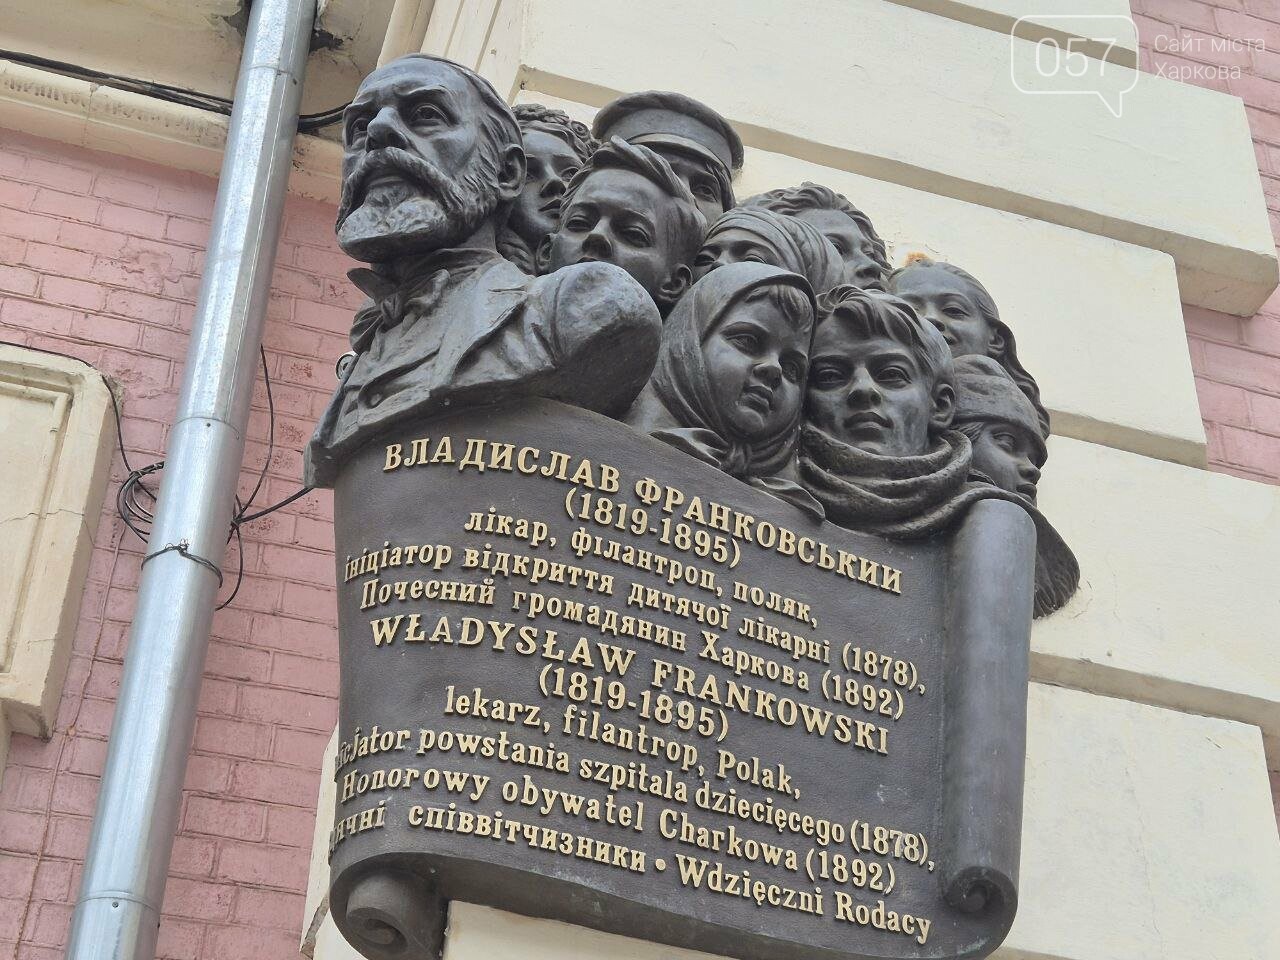 057 Сайт міста
Харкова
ВЛАДИСЛАВ ФРАНКОВСЬКИЙ
(1819-1895)
лікар, філантроп, поляк,
ініціатор відкриття дитячої лікарні (1878),
Почесний громадянин Харкова (1892)
WŁADYSŁAW FRANKOWSKI
(1819-1895)
lekarz, filantrop, Polak,
powstania szpitala dziecięcego (1878),
Honorowy obywatel Charkowa (1892)
співвітчизники • Wdzięczni Rodacy